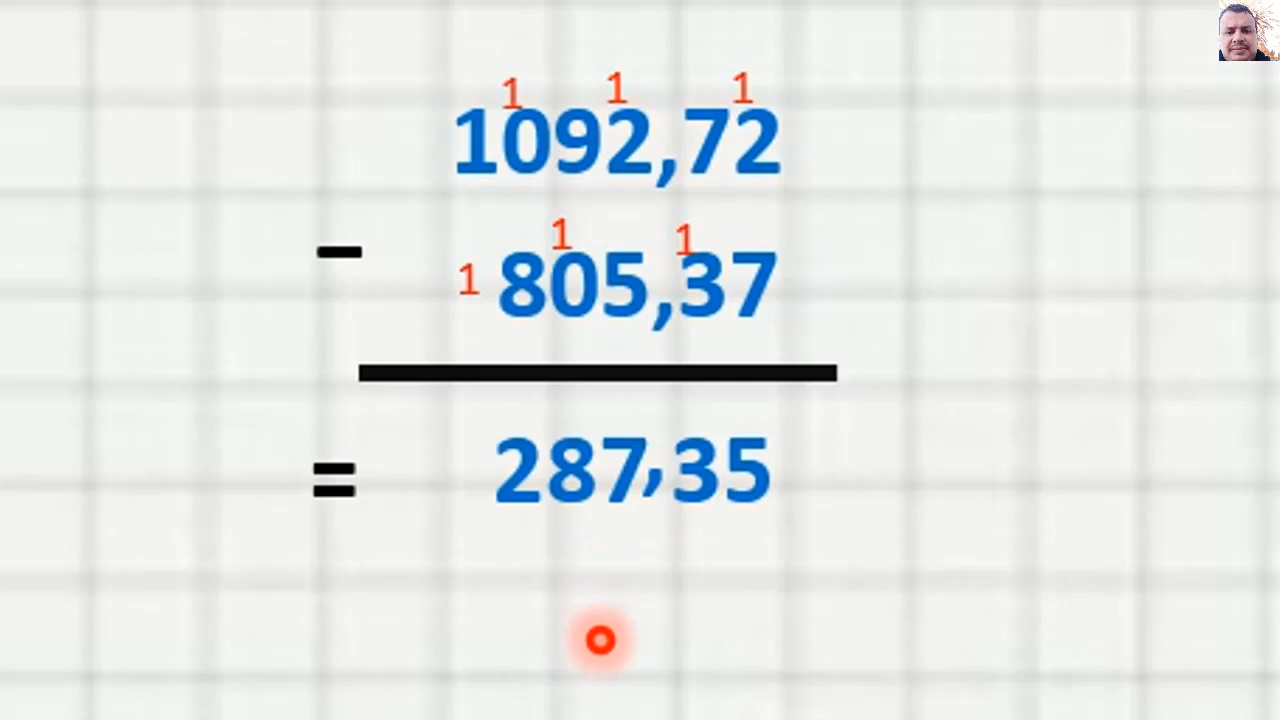 1 1 1
1092,72
1 1
- 1 805,37
= 287,35